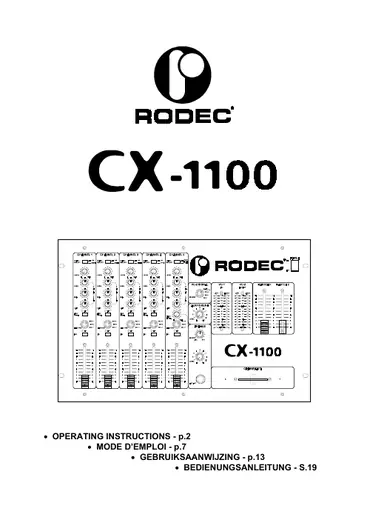 RODEC
CX-1100
RODEC
CX-1100
• OPERATING INSTRUCTIONS - p.2
• MODE D'EMPLOI - p.7
• GEBRUIKSAANWIJZING - p.13
• BEDIENUNGSANLEITUNG - S.19